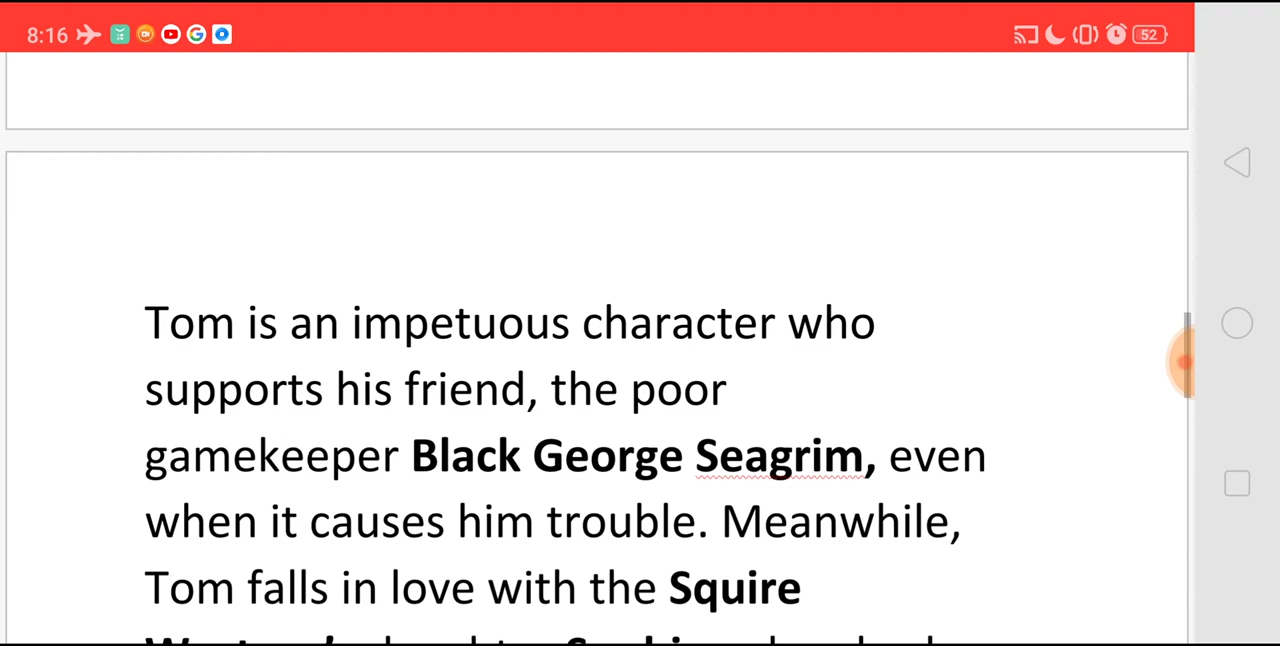 8:16
52
Tom is an impetuous character who
supports his friend, the poor
gamekeeper Black George Seagrim, even
when it causes him trouble. Meanwhile,
Tom falls in love with the Squire